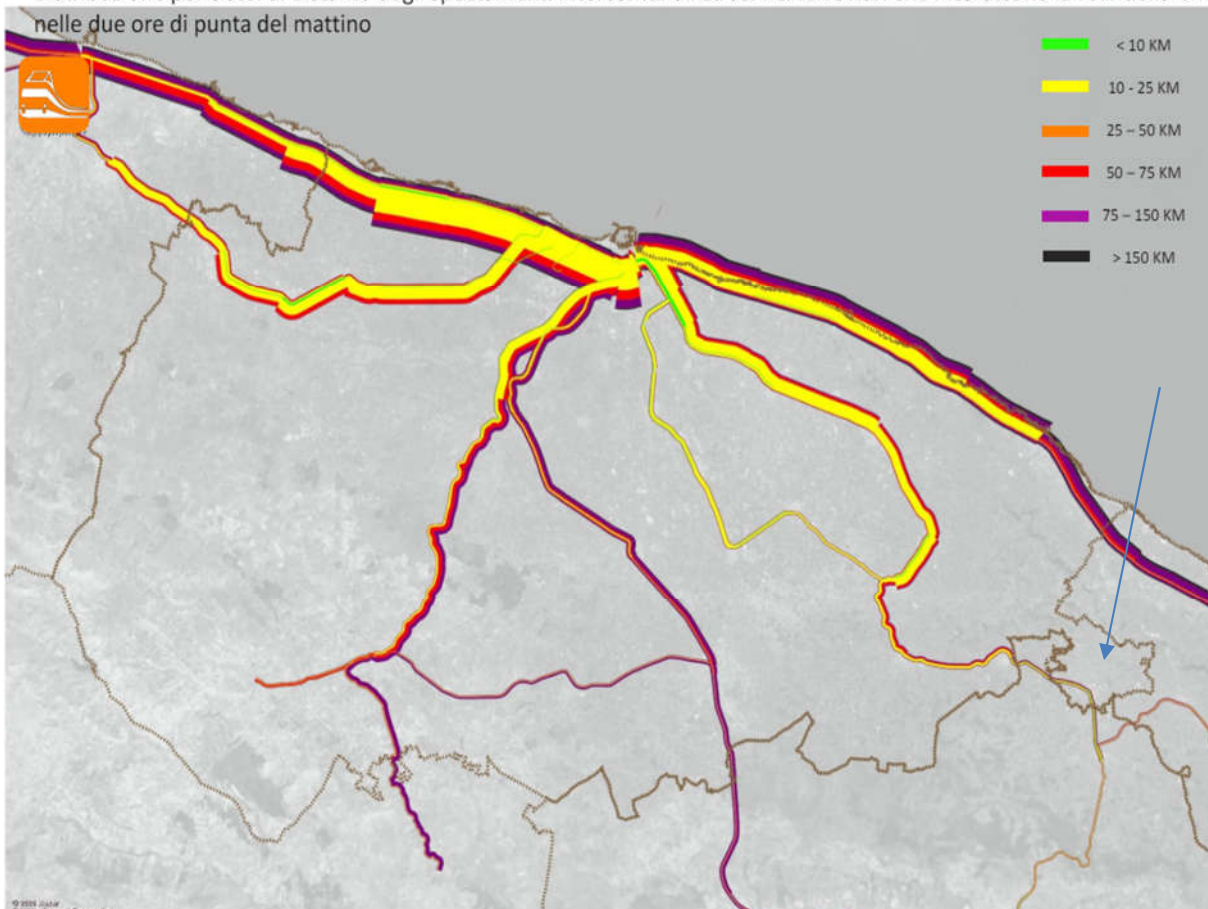 nelle due ore di punta del mattino
< 10 KM
10 - 25 KM
25 – 50 KM
50 – 75 KM
75 – 150 KM
> 150 KM